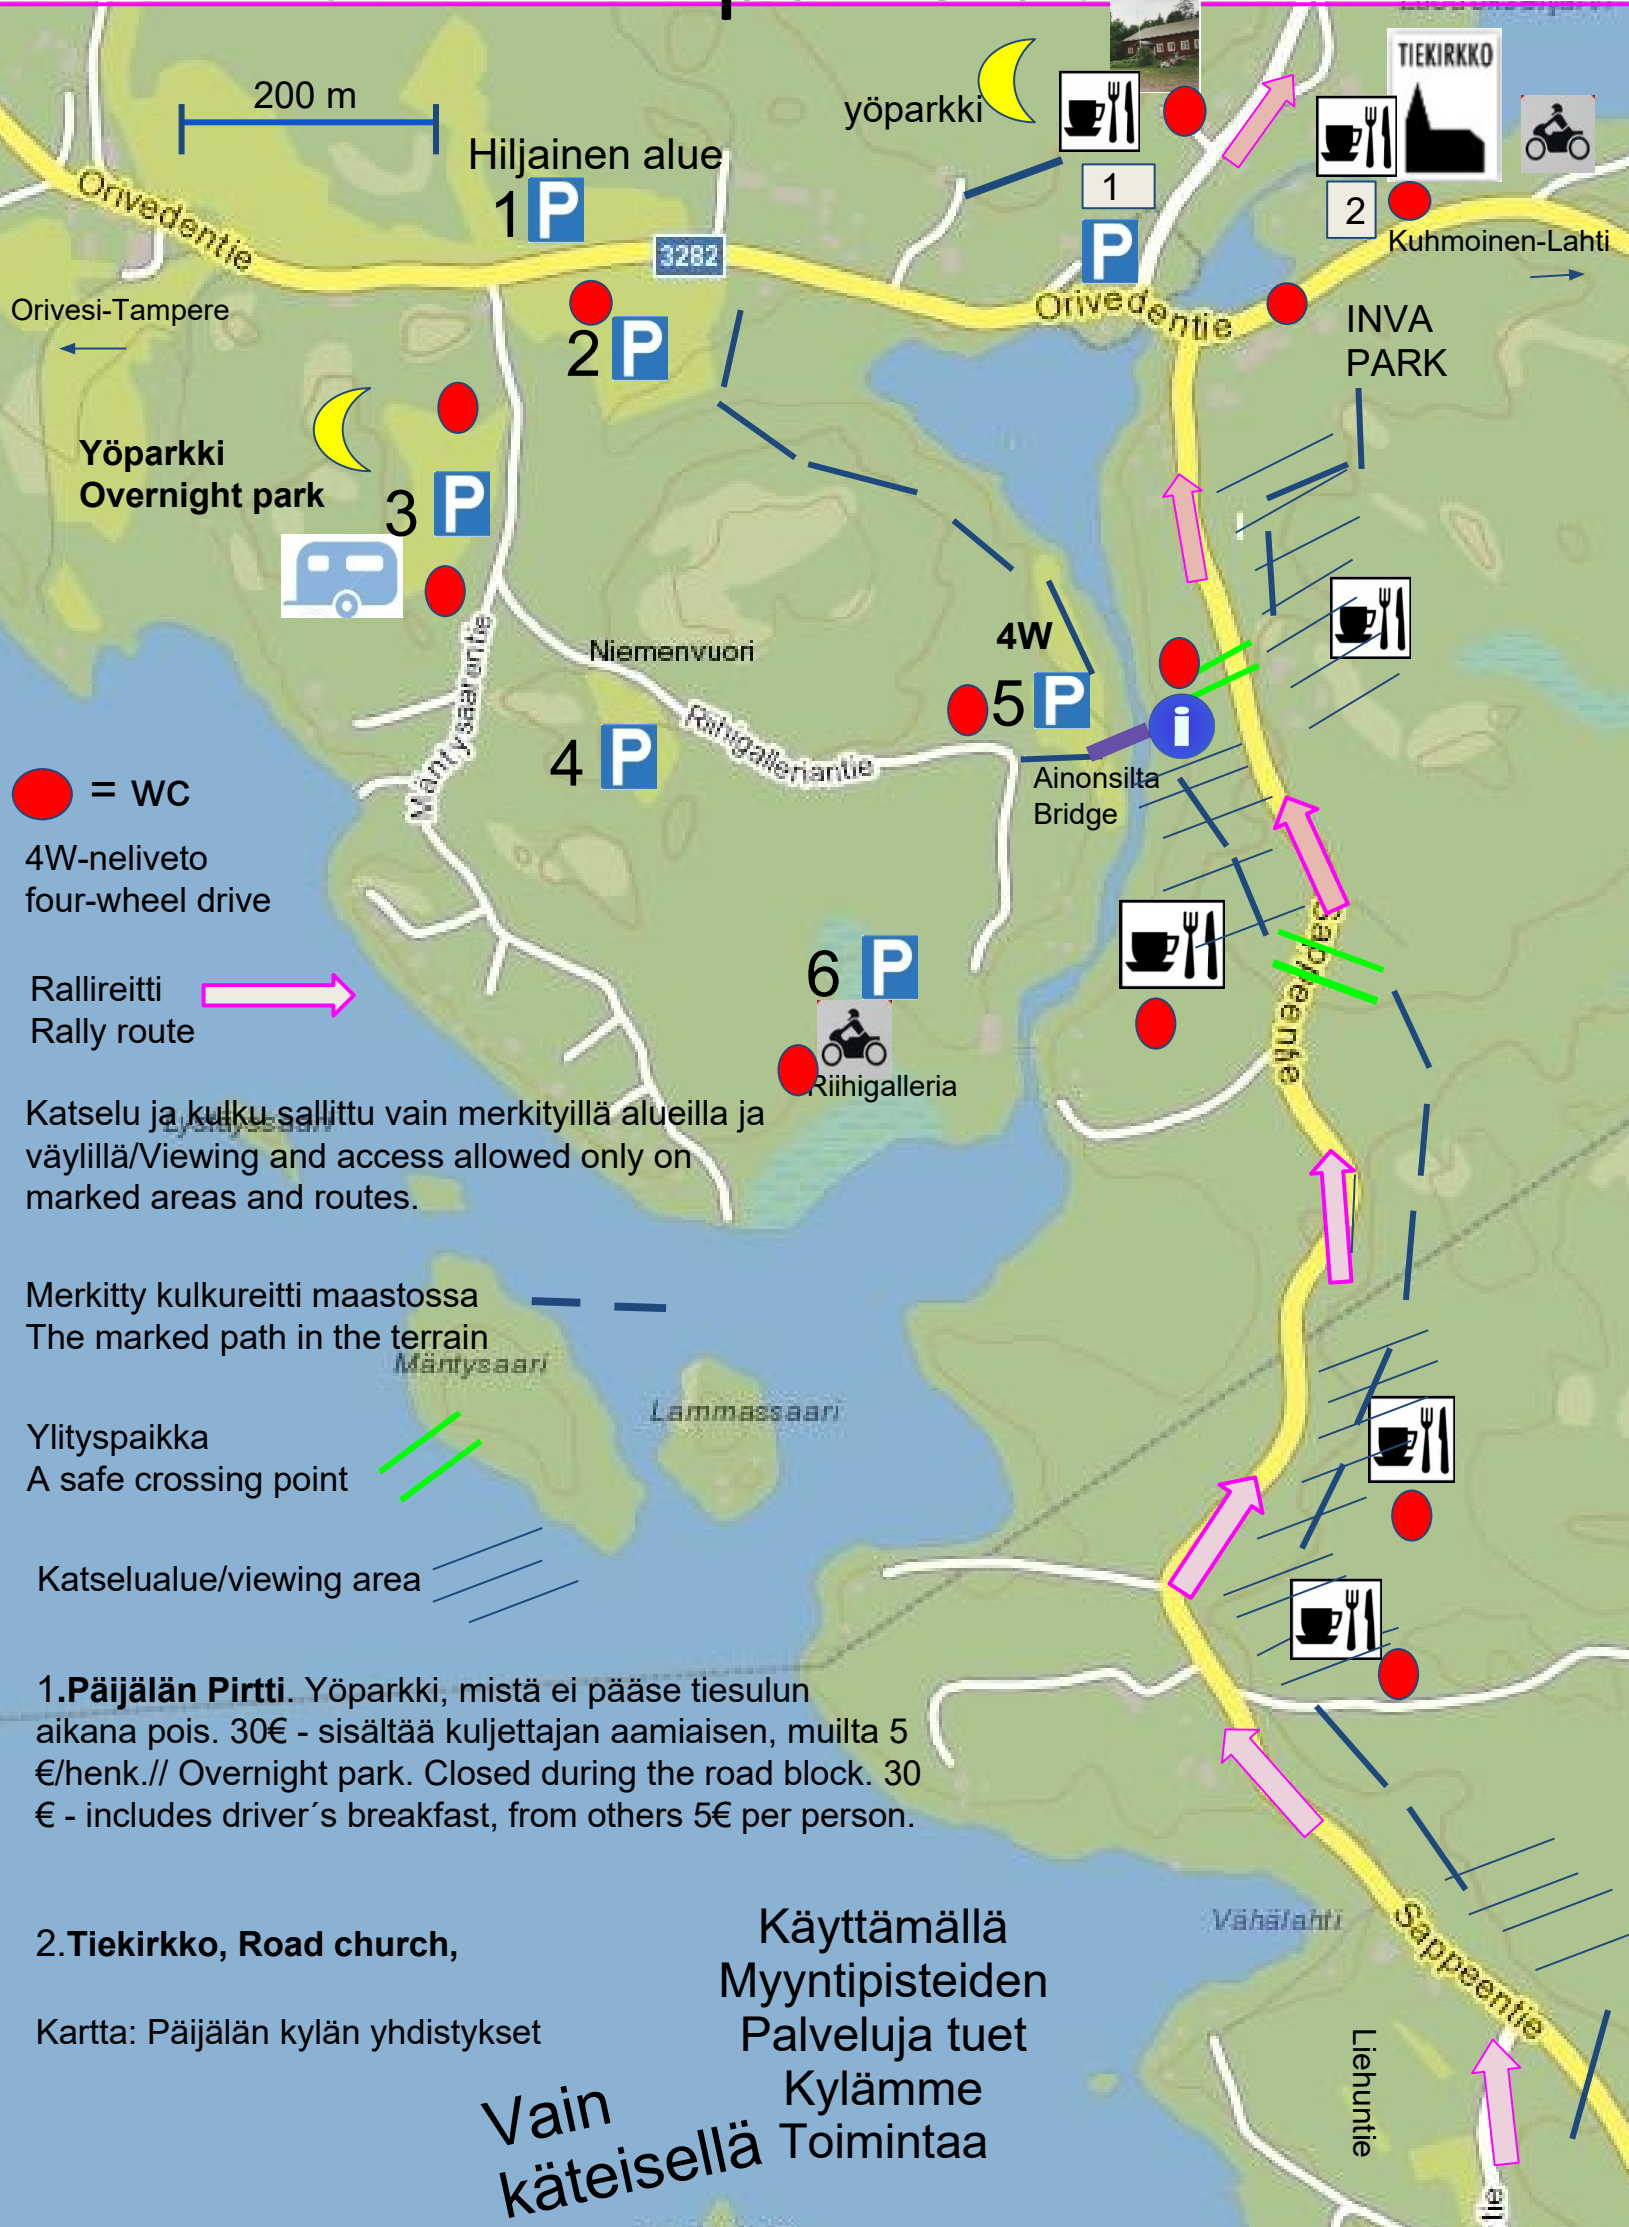 200 m
yöparkki
TIEKIRKKO
Hiljainen alue
1 P
1
P
2
Orivedentie
3282
Kuhmoinen-Lahti
Orivesi-Tampere
Orivedentie
INVA
PARK
2 P
Yöparkki
Overnight park
3 P
Niemenvuori
4W
5 P
i
Mäntysaarentie
Riihigalleriantie
4 P
Ainonsilta
Bridge
= WC
4W-neliveto
four-wheel drive
Sappeentie
6 P
Rallireitti
Rally route
Riihigalleria
Katselu ja kulku sallittu vain merkityillä alueilla ja
väylillä/Viewing and access allowed only on
marked areas and routes.
Merkitty kulkureitti maastossa
The marked path in the terrain
Mäntysaari
Lammassaari
Ylityspaikka
A safe crossing point
Katselualue/viewing area
1.Päijälän Pirtti. Yöparkki, mistä ei pääse tiesulun
aikana pois. 30€ - sisältää kuljettajan aamiaisen, muilta 5
€/henk.// Overnight park. Closed during the road block. 30
€ - includes driver´s breakfast, from others 5€ per person.
Vähälahti
Sappeentie
2.Tiekirkko, Road church,
Käyttämällä
Myyntipisteiden
Palveluja tuet
Kylämme
Toimintaa
Kartta: Päijälän kylän yhdistykset
Liehuntie
Vain
käteisellä
tie